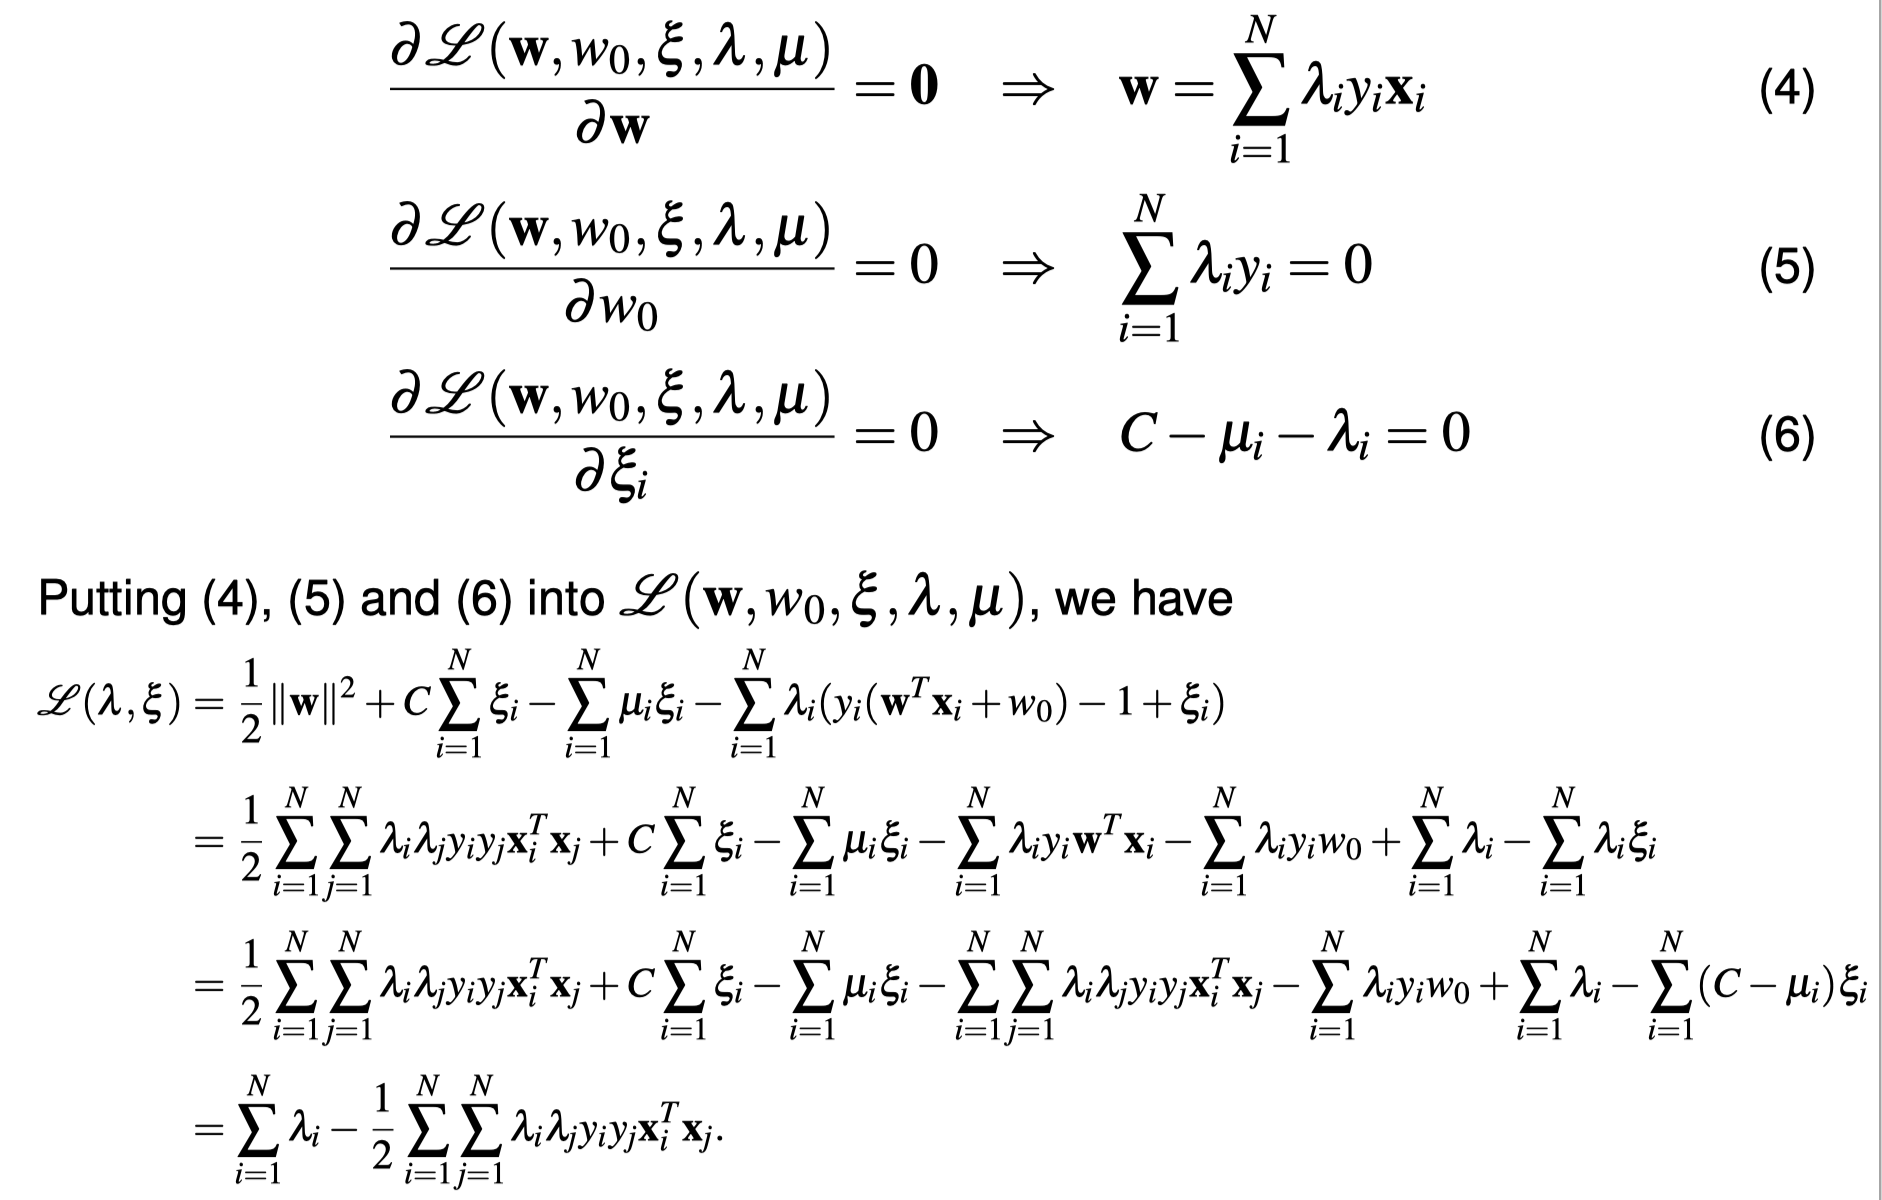 ∂ℒ(𝐰, w₀, ξ, λ, μ)/∂𝐰 = 𝟎 ⇒ 𝐰 = ∑_{i=1}^{N} λᵢyᵢ𝐱ᵢ (4)
∂ℒ(𝐰, w₀, ξ, λ, μ)/∂w₀ = 0 ⇒ ∑_{i=1}^{N} λᵢyᵢ = 0 (5)
∂ℒ(𝐰, w₀, ξ, λ, μ)/∂ξᵢ = 0 ⇒ C − μᵢ − λᵢ = 0 (6)
Putting (4), (5) and (6) into ℒ(𝐰, w₀, ξ, λ, μ), we have
ℒ(λ, ξ) = 1/2 ‖𝐰‖² + C ∑_{i=1}^{N} ξᵢ − ∑_{i=1}^{N} μᵢξᵢ − ∑_{i=1}^{N} λᵢ(yᵢ(𝐰ᵀ𝐱ᵢ + w₀) − 1 + ξᵢ)
= 1/2 ∑_{i=1}^{N} ∑_{j=1}^{N} λᵢλⱼyᵢyⱼ𝐱ᵢᵀ𝐱ⱼ + C ∑_{i=1}^{N} ξᵢ − ∑_{i=1}^{N} μᵢξᵢ − ∑_{i=1}^{N} λᵢyᵢ𝐰ᵀ𝐱ᵢ − ∑_{i=1}^{N} λᵢyᵢw₀ + ∑_{i=1}^{N} λᵢ − ∑_{i=1}^{N} λᵢξᵢ
= 1/2 ∑_{i=1}^{N} ∑_{j=1}^{N} λᵢλⱼyᵢyⱼ𝐱ᵢᵀ𝐱ⱼ + C ∑_{i=1}^{N} ξᵢ − ∑_{i=1}^{N} μᵢξᵢ − ∑_{i=1}^{N} ∑_{j=1}^{N} λᵢλⱼyᵢyⱼ𝐱ᵢᵀ𝐱ⱼ − ∑_{i=1}^{N} λᵢyᵢw₀ + ∑_{i=1}^{N} λᵢ − ∑_{i=1}^{N} (C − μᵢ)ξᵢ
= ∑_{i=1}^{N} λᵢ − 1/2 ∑_{i=1}^{N} ∑_{j=1}^{N} λᵢλⱼyᵢyⱼ𝐱ᵢᵀ𝐱ⱼ.